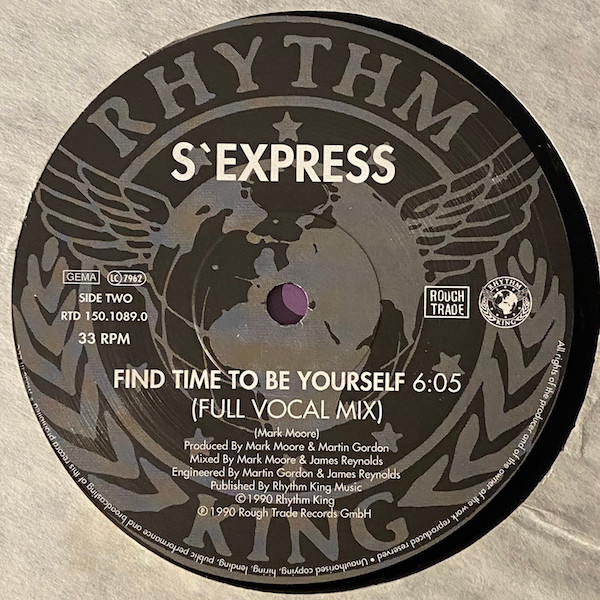 RHYTHM
S`EXPRESS
GEMA
LC 7962
SIDE TWO
RTD 150.1089.0
33 RPM
ROUGH
TRADE
RHYTHM
KING
FIND TIME TO BE YOURSELF 6:05
(FULL VOCAL MIX)
(Mark Moore)
Produced By Mark Moore & Martin Gordon
Mixed By Mark Moore & James Reynolds
Engineered By Martin Gordon & James Reynolds
Published By Rhythm King Music
©1990 Rhythm King
℗ 1990 Rough Trade Records GmbH
KING
All rights of the producer and of the owner of the work reproduced reserved • Unauthorised copying, hiring, lending, public performance and broadcasting of this record prohibited •